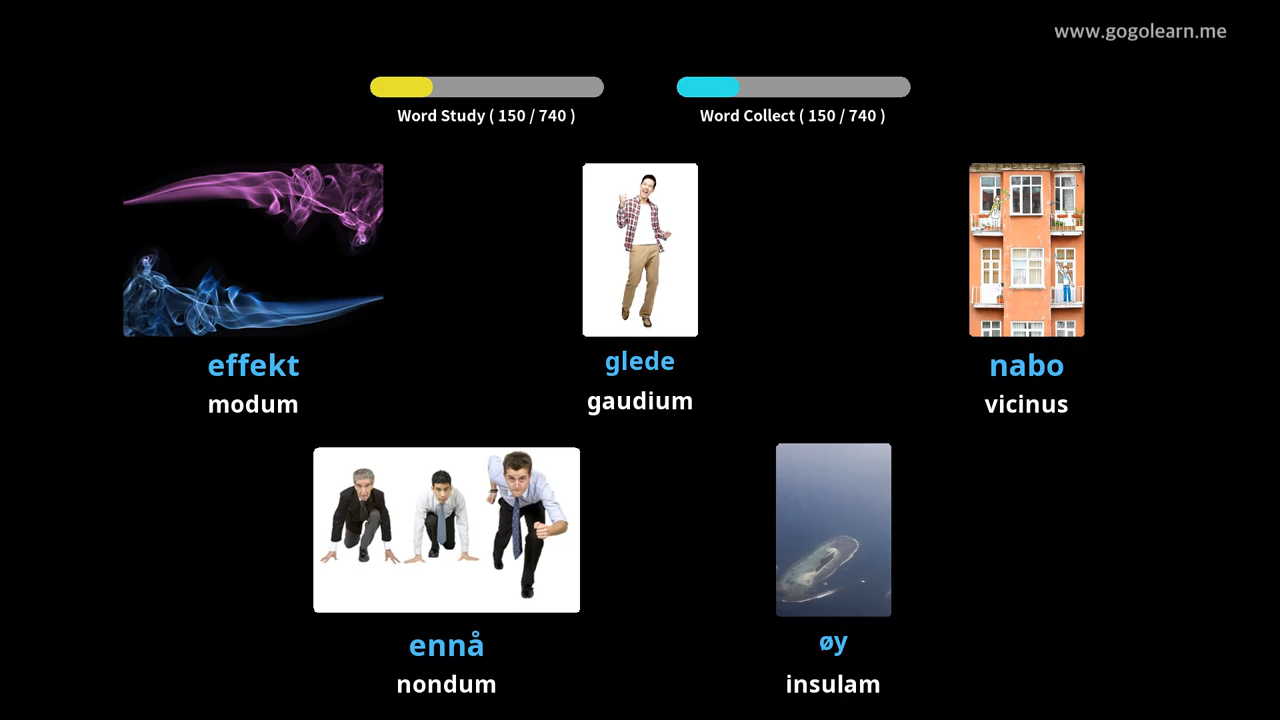 www.gogolearn.me
Word Study ( 150 / 740 )
Word Collect ( 150 / 740 )
effekt
modum
glede
gaudium
nabo
vicinus
ennå
nondum
øy
insulam